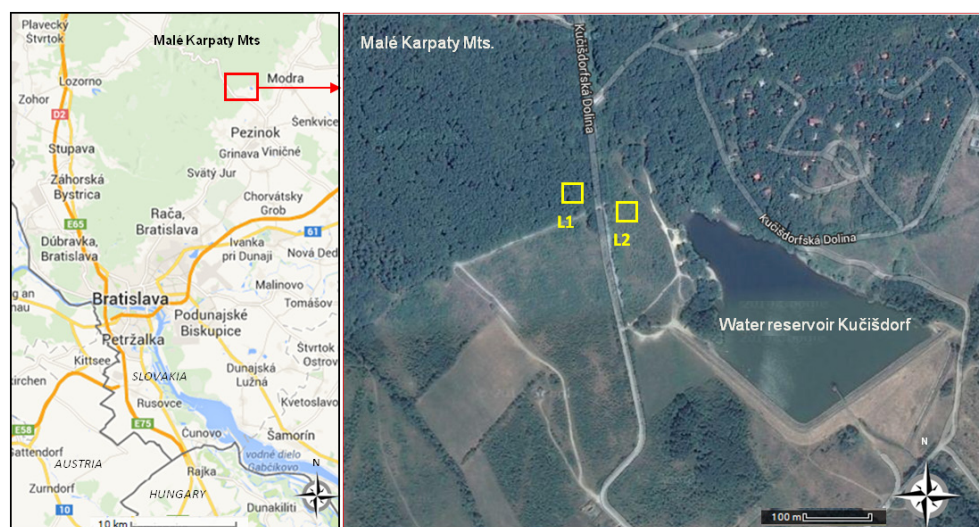 Plavecký
Štvrtok
Malé Karpaty Mts
Lozorno
Modra
Zohor
D2
Šenkvice
Pezinok
Stupava
Grinava
Viničné
Svätý Jur
Záhorská
Bystrica
Chorvátsky
Grob
E65
Rača,
Bratislava
61
Dúbravka,
Bratislava
Ivanka
pri Dunaji
Nová Ded
Malinovo
Bratislava
Tomášov
Podunajské
Biskupice
Petržalka
Štvrtok
Ostrov
Kittsee
Dunajská
Lužná
SLOVAKIA
Rusovce
Kvetoslavov
E58
E75
Šamorín
Čunovo
vodné dielo
Gabčíkovo
AUSTRIA
Rajka
N
Zurndorf
HUNGARY
10
Dunakiliti
10 km
Malé Karpaty Mts.
Kučišdorfská Dolina
L1
L2
Kučišdorfská Dolina
Water reservoir Kučišdorf
N
100 m